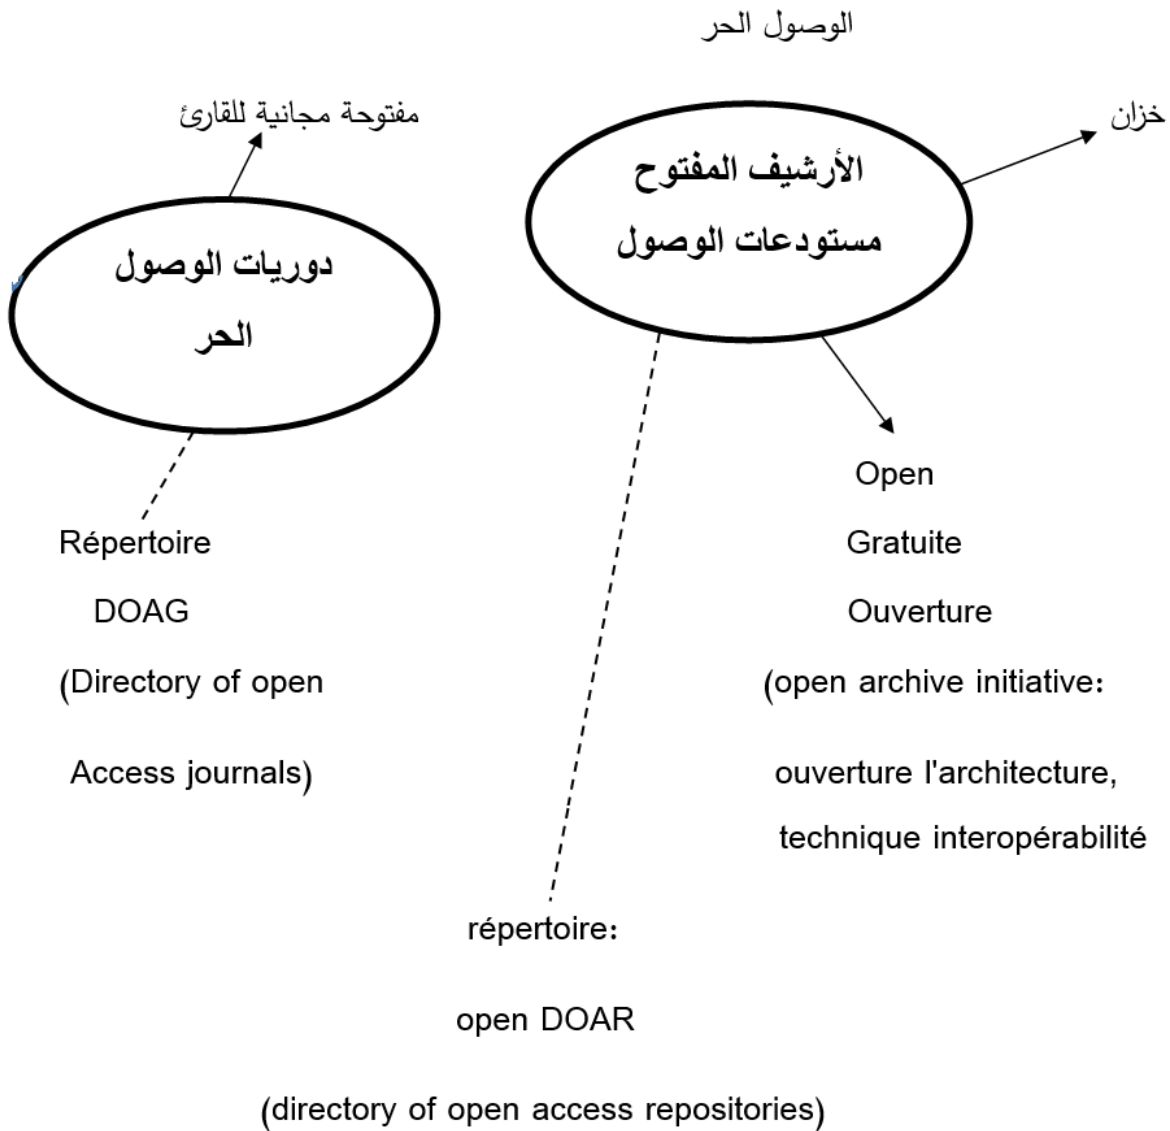 الوصول الحر
مفتوحة مجانية للقارئ
خزان
الأرشيف المفتوح
مستودعات الوصول
دوريات الوصول
الحر
Open
Répertoire
Gratuite
DOAG
Ouverture
(Directory of open
(open archive initiative:
Access journals)
ouverture l'architecture,
technique interopérabilité
répertoire:
open DOAR
(directory of open access repositories)